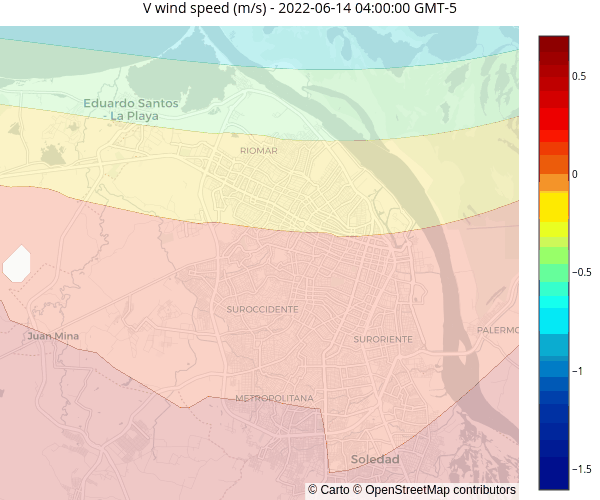 V wind speed (m/s) - 2022-06-14 04:00:00 GMT-5
0.5
Eduardo Santos
- La Playa
RIOMAR
0
−0.5
SUROCCIDENTE
Juan Mina
SURORIENTE
PALERMO
−1
METROPOLITANA
Soledad
−1.5
© Carto © OpenStreetMap contributors